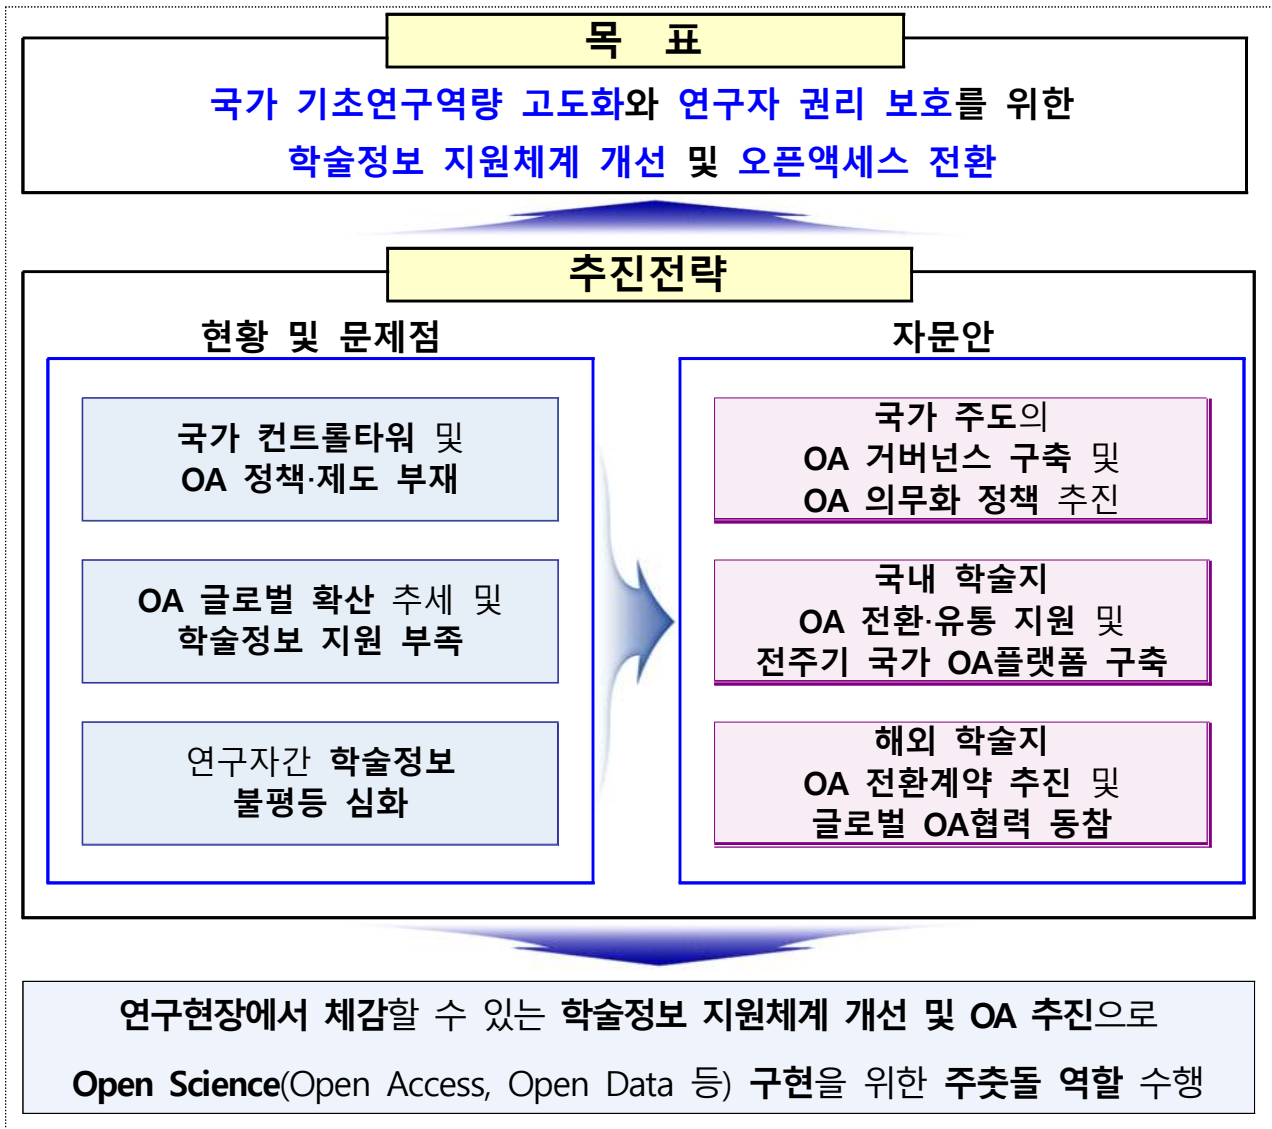 목 표
국가 기초연구역량 고도화와 연구자 권리 보호를 위한
학술정보 지원체계 개선 및 오픈액세스 전환
추진전략
현황 및 문제점
국가 컨트롤타워 및
OA 정책·제도 부재
OA 글로벌 확산 추세 및
학술정보 지원 부족
연구자간 학술정보
불평등 심화
자문안
국가 주도의
OA 거버넌스 구축 및
OA 의무화 정책 추진
국내 학술지
OA 전환·유통 지원 및
전주기 국가 OA플랫폼 구축
해외 학술지
OA 전환계약 추진 및
글로벌 OA협력 동참
연구현장에서 체감할 수 있는 학술정보 지원체계 개선 및 OA 추진으로
Open Science(Open Access, Open Data 등) 구현을 위한 주춧돌 역할 수행